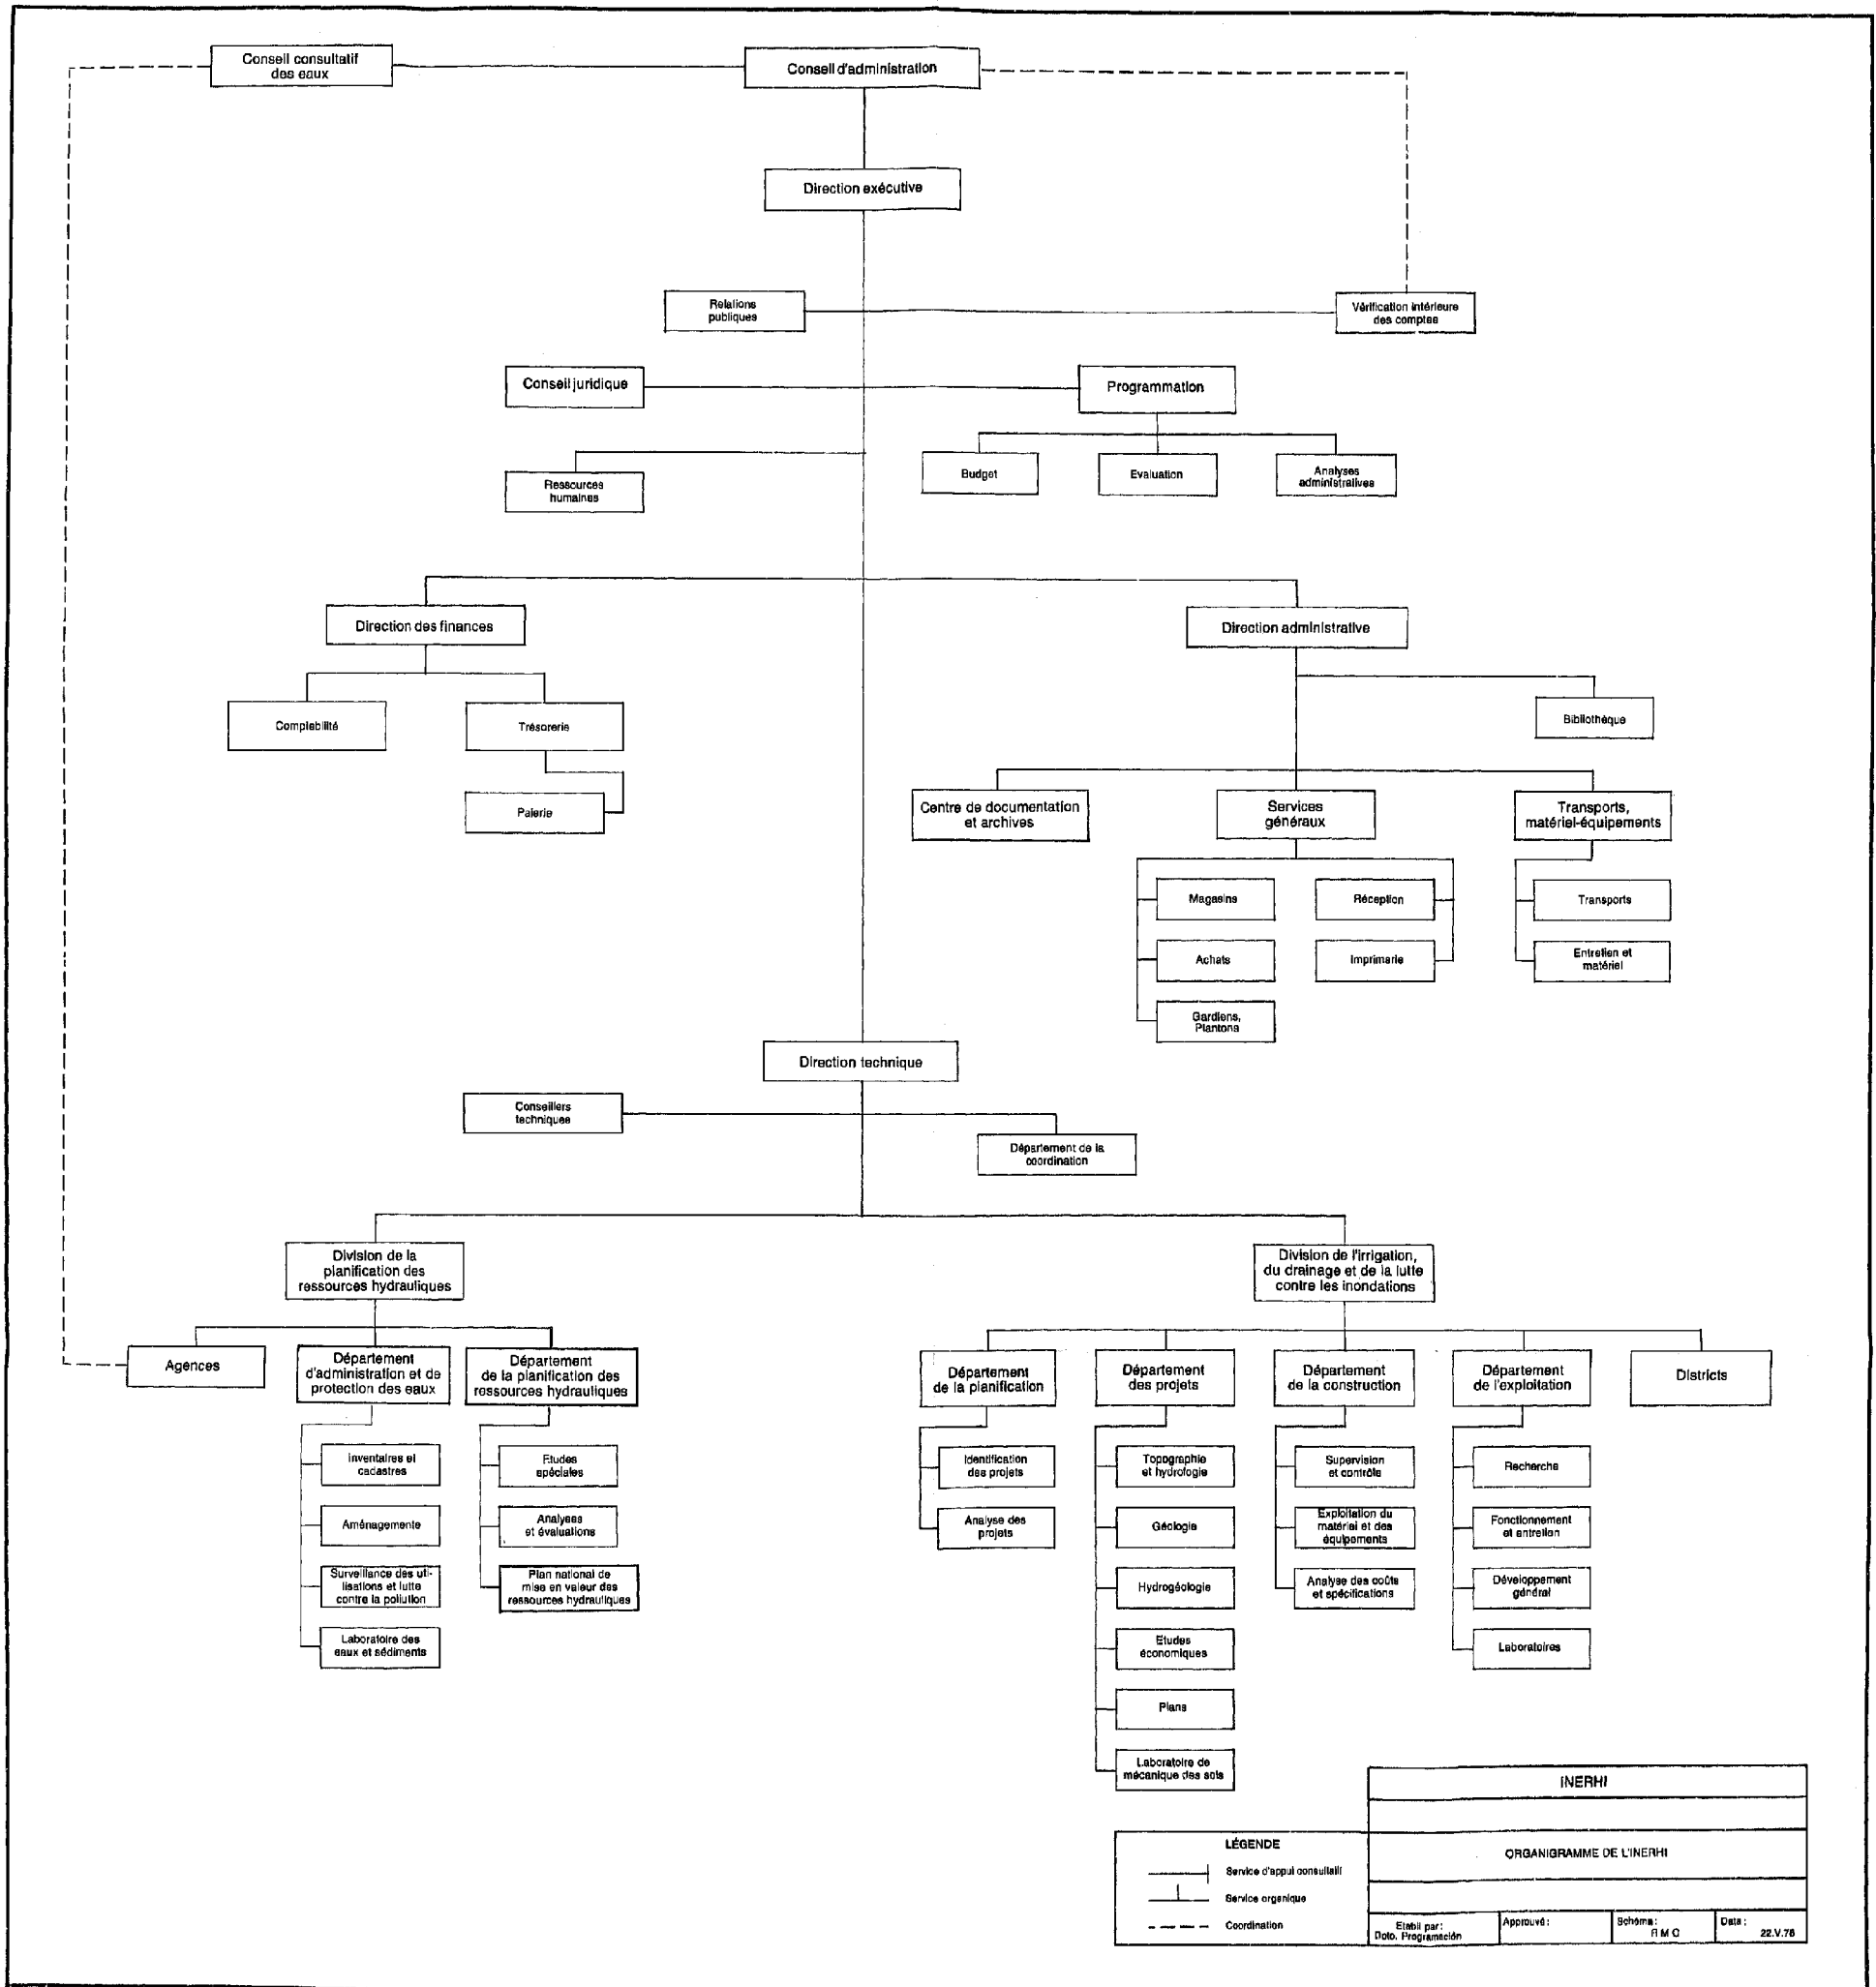 Conseil consultatif
des eaux
Conseil d'administration
Direction exécutive
Relations
publiques
Vérification intérieure
des comptes
Conseil juridique
Programmation
Ressources
humaines
Budget
Evaluation
Analyses
administratives
Direction des finances
Direction administrative
Comptabilité
Trésorerie
Bibliothèque
Paierie
Centre de documentation
et archives
Services
généraux
Transports,
matériel-équipements
Magasins
Réception
Transports
Achats
Imprimerie
Entretien et
matériel
Gardiens,
Plantons
Direction technique
Conseillers
techniques
Département de la
coordination
Division de la
planification des
ressources hydrauliques
Division de l'irrigation,
du drainage et de la lutte
contre les inondations
Agences
Département
d'administration et de
protection des eaux
Département
de la planification des
ressources hydrauliques
Département
de la planification
Département
des projets
Département
de la construction
Département
de l'exploitation
Districts
Inventaires et
cadastres
Etudes
spéciales
Identification
des projets
Topographie
et hydrologie
Supervision
et contrôle
Recherche
Aménagements
Analyses
et évaluations
Analyse des
projets
Géologie
Exploitation du
matériel et des
équipements
Fonctionnement
et entretien
Surveillance des uti-
lisations et lutte
contre la pollution
Plan national de
mise en valeur des
ressources hydrauliques
Hydrogéologie
Analyse des coûts
et spécifications
Développement
général
Laboratoire des
eaux et sédiments
Etudes
économiques
Laboratoires
Plans
Laboratoire de
mécanique des sols
LÉGENDE
Service d'appui consultatif
Service organique
Coordination
INERHI
ORGANIGRAMME DE L'INERHI
Etabli par:
Dpto. Programación
Approuvé:
Schéma:
R M O
Date:
22.V.78